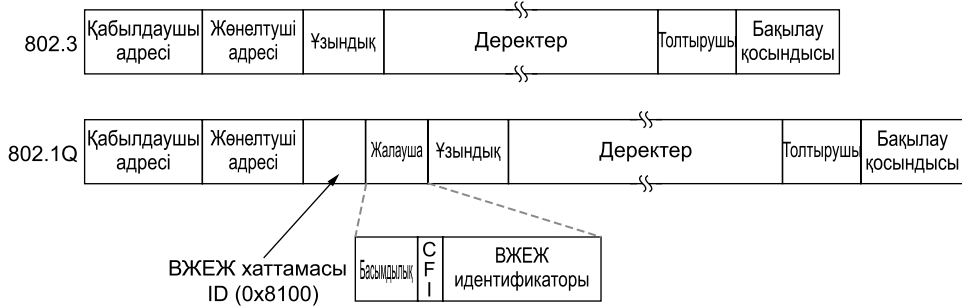 802.3
Қабылдаушы
адресі
Жөнелтуші
адресі
Ұзындық
Деректер
Толтырушы
Бақылау
қосындысы
802.1Q
Қабылдаушы
адресі
Жөнелтуші
адресі
Жалауша
Ұзындық
Деректер
Толтырушы
Бақылау
қосындысы
ВЖЕЖ хаттамасы
ID (0x8100)
Басымдылық
C
F
I
ВЖЕЖ
идентификаторы